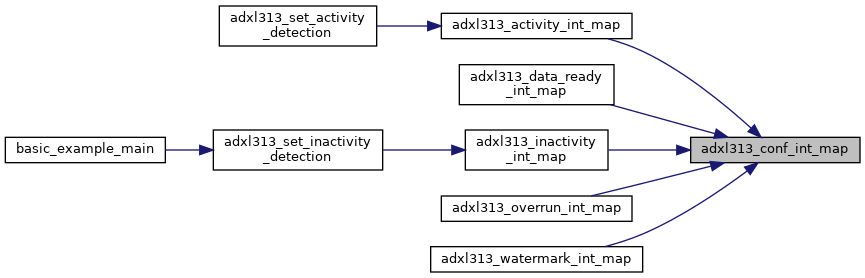 adxl313_set_activity
_detection
adxl313_activity_int_map
adxl313_data_ready
_int_map
basic_example_main
adxl313_set_inactivity
_detection
adxl313_inactivity
_int_map
adxl313_conf_int_map
adxl313_overrun_int_map
adxl313_watermark_int_map